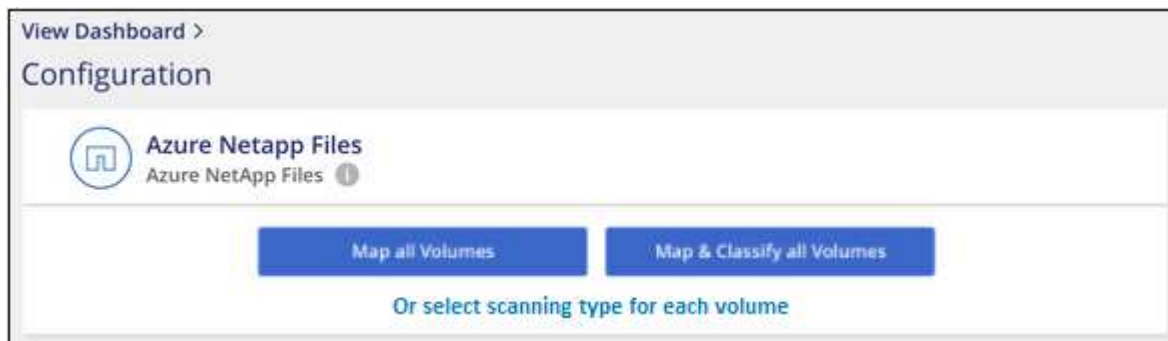 View Dashboard >
Configuration
Azure Netapp Files
Azure NetApp Files i
Map all Volumes
Map & Classify all Volumes
Or select scanning type for each volume